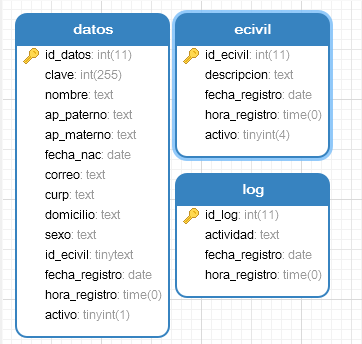 datos
id_datos: int(11)
clave: int(255)
nombre: text
ap_paterno: text
ap_materno: text
fecha_nac: date
correo: text
curp: text
domicilio: text
sexo: text
id_ecivil: tinytext
fecha_registro: date
hora_registro: time(0)
activo: tinyint(1)
ecivil
id_ecivil: int(11)
descripcion: text
fecha_registro: date
hora_registro: time(0)
activo: tinyint(4)
log
id_log: int(11)
actividad: text
fecha_registro: date
hora_registro: time(0)